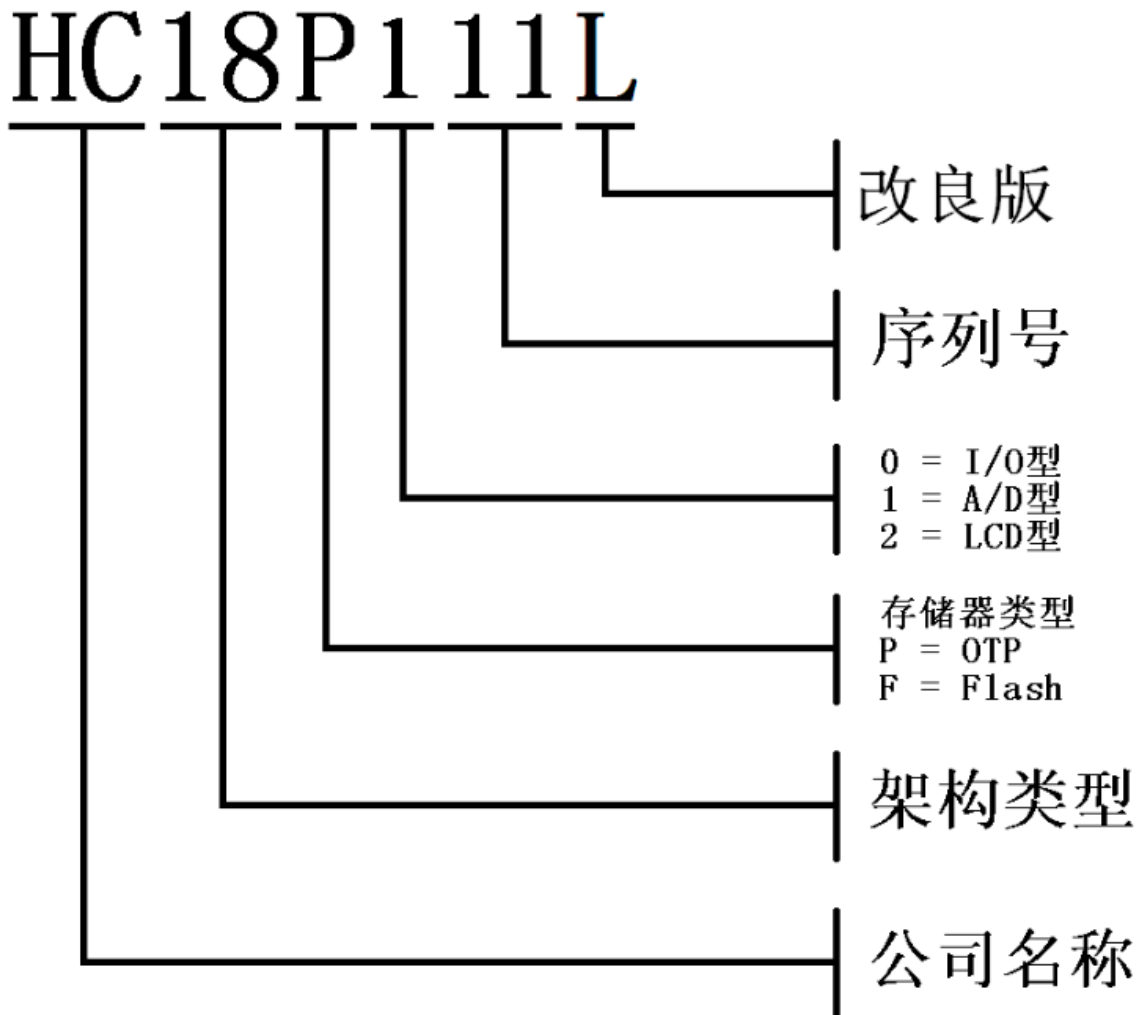 HC18P111L
改良版
序列号
0 = I/O型
1 = A/D型
2 = LCD型
存储器类型
P = OTP
F = Flash
架构类型
公司名称